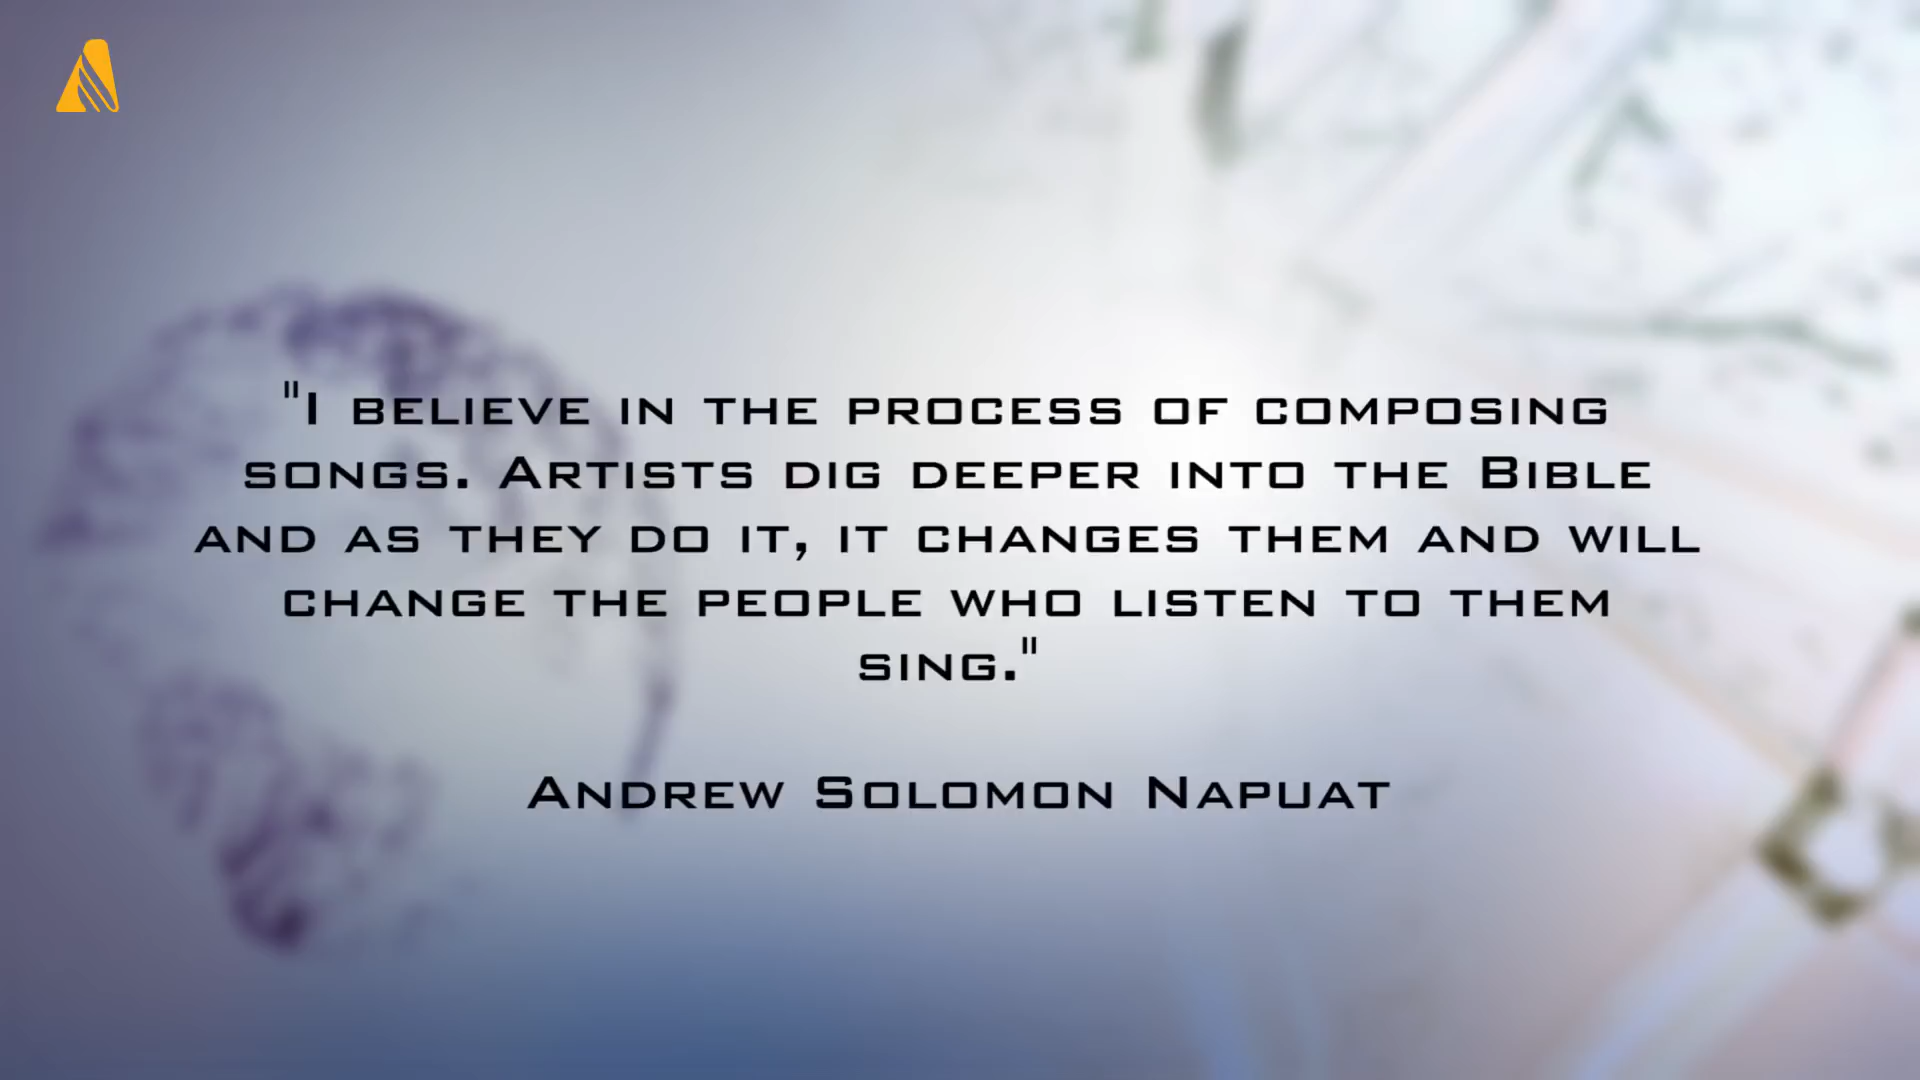 "I BELIEVE IN THE PROCESS OF COMPOSING
SONGS. ARTISTS DIG DEEPER INTO THE BIBLE
AND AS THEY DO IT, IT CHANGES THEM AND WILL
CHANGE THE PEOPLE WHO LISTEN TO THEM
SING."
ANDREW SOLOMON NAPUAT